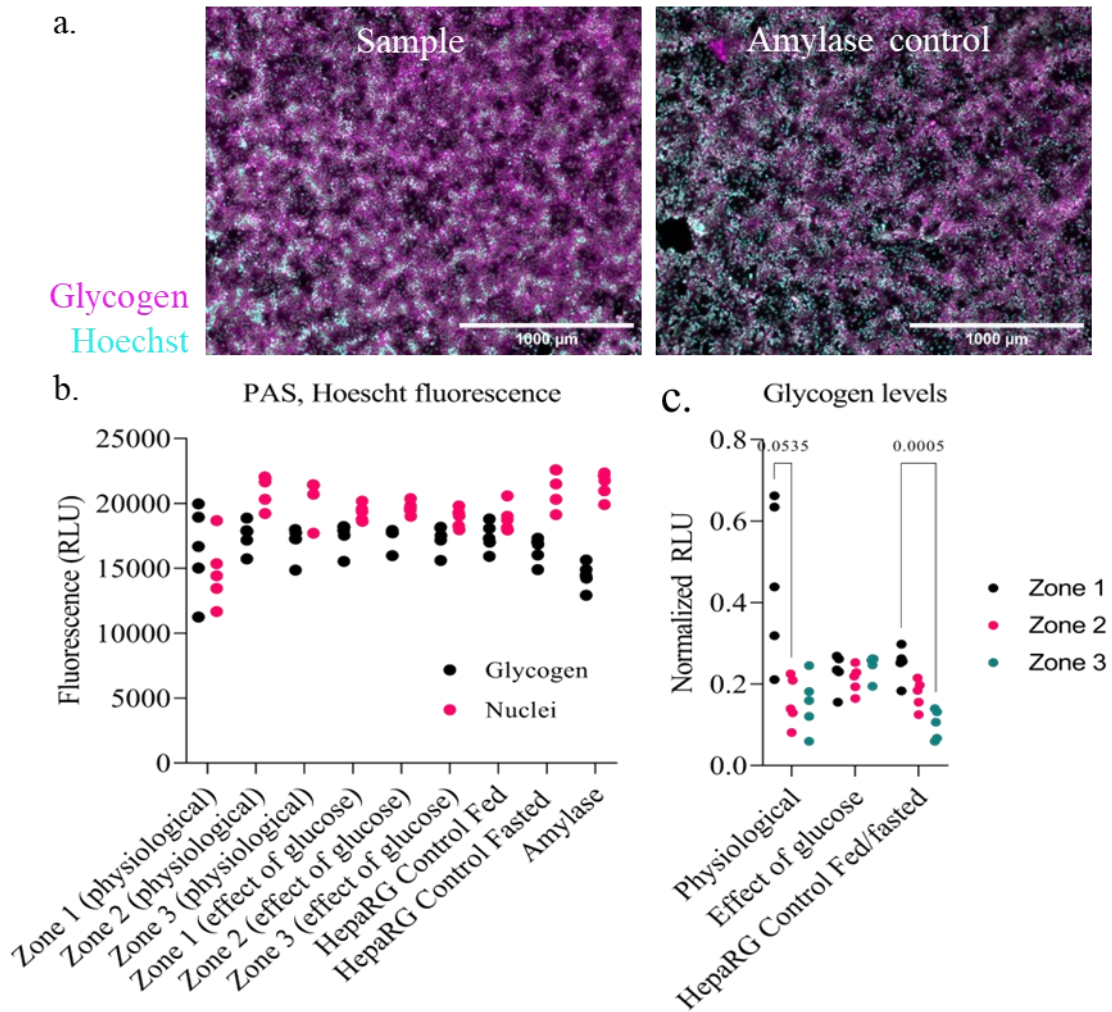 a.
Sample
Amylase control
Glycogen
Hoechst
1000 µm
1000 µm
b.
PAS, Hoescht fluorescence
25000
20000
15000
10000
5000
0
Fluorescence (RLU)
Glycogen
Nuclei
Zone 1 (physiological)
Zone 2 (physiological)
Zone 3 (physiological)
Zone 1 (effect of glucose)
Zone 2 (effect of glucose)
Zone 3 (effect of glucose)
HepaRG Control Fed
HepaRG Control Fasted
Amylase
c.
Glycogen levels
0.8
0.6
0.4
0.2
0.0
Normalized RLU
0.0535
0.0005
Zone 1
Zone 2
Zone 3
Physiological
Effect of glucose
HepaRG Control Fed/fasted